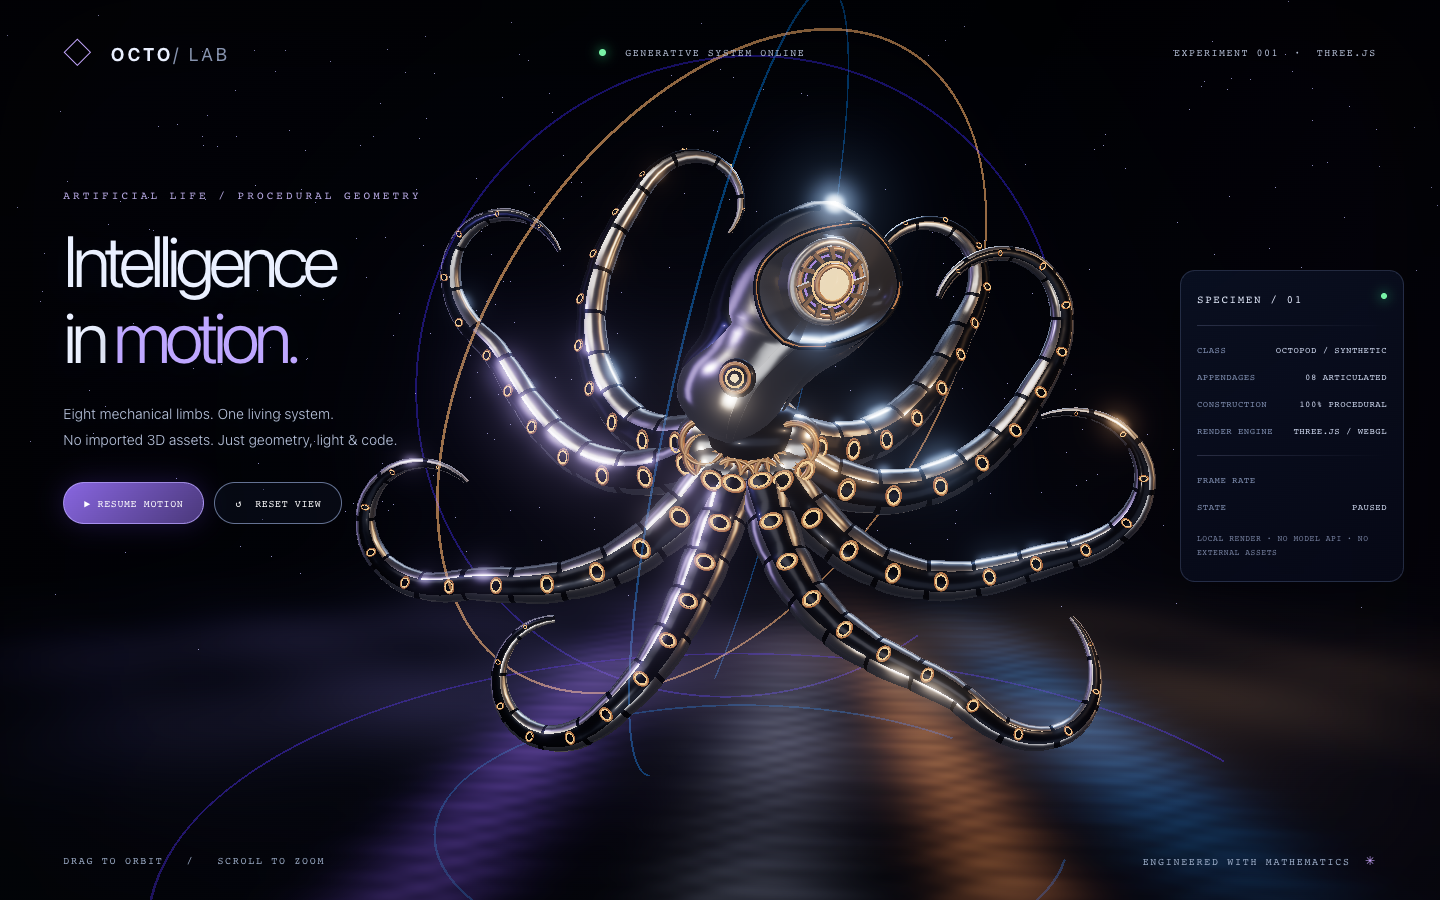 OCTO/ LAB
GENERATIVE SYSTEM ONLINE
EXPERIMENT 001 · THREE.JS
ARTIFICIAL LIFE / PROCEDURAL GEOMETRY
Intelligence
in motion.
Eight mechanical limbs. One living system.
No imported 3D assets. Just geometry, light & code.
▶ RESUME MOTION
↺ RESET VIEW
SPECIMEN / 01
CLASS OCTOPOD / SYNTHETIC
APPENDAGES 08 ARTICULATED
CONSTRUCTION 100% PROCEDURAL
RENDER ENGINE THREE.JS / WEBGL
FRAME RATE
STATE PAUSED
LOCAL RENDER · NO MODEL API · NO
EXTERNAL ASSETS
DRAG TO ORBIT / SCROLL TO ZOOM
ENGINEERED WITH MATHEMATICS ✳